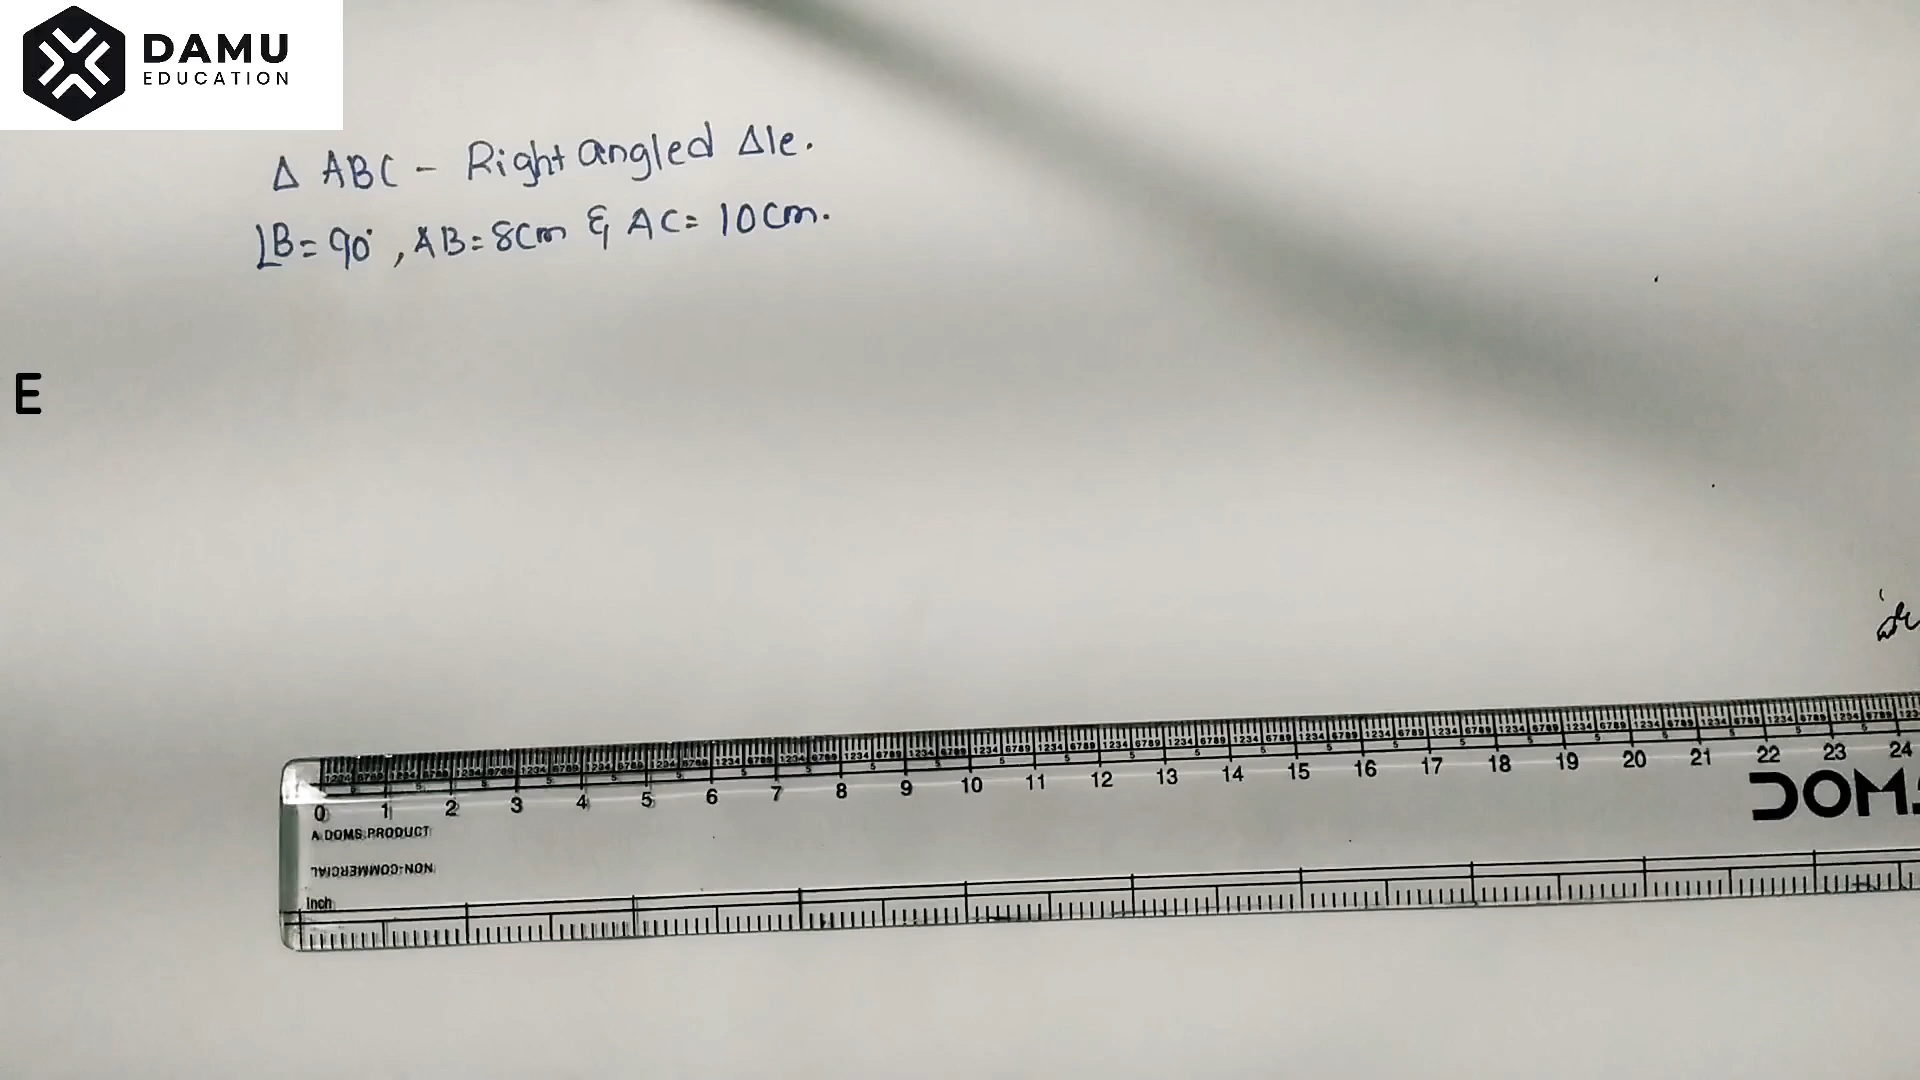 DAMU
EDUCATION
Δ ABC - Right angled Δle.
∠B = 90°, AB = 8cm & AC = 10cm.
E
0 1 2 3 4 5 6 7 8 9 10 11 12 13 14 15 16 17 18 19 20 21 22 23 24
A DOMS PRODUCT
NON-COMMERCIAL
Inch